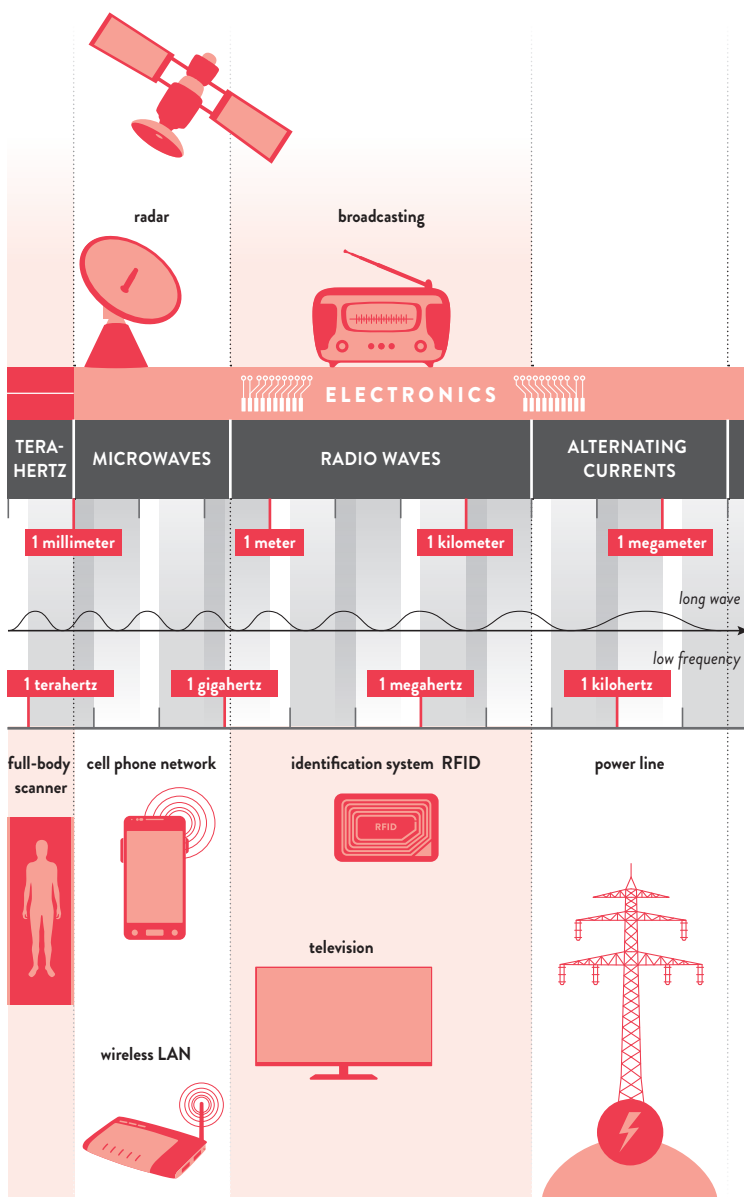 radar
broadcasting
ELECTRONICS
TERA-
HERTZ
MICROWAVES
RADIO WAVES
ALTERNATING
CURRENTS
1 millimeter
1 meter
1 kilometer
1 megameter
long wave
low frequency
1 terahertz
1 gigahertz
1 megahertz
1 kilohertz
full-body
scanner
cell phone network
identification system RFID
power line
RFID
television
wireless LAN